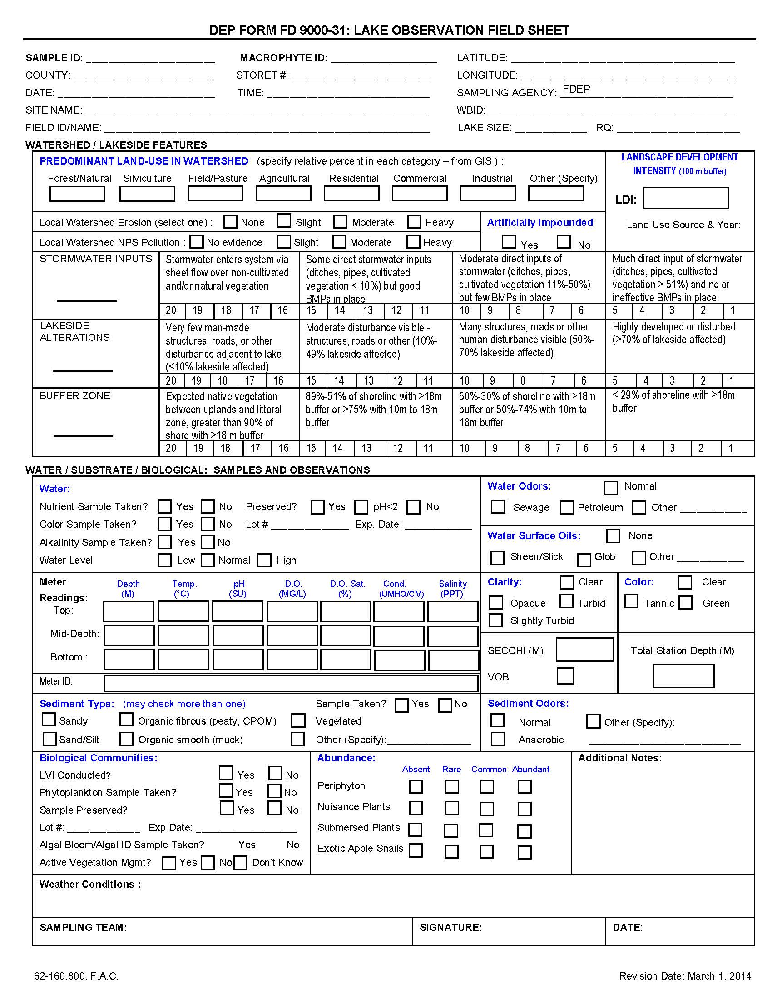 DEP FORM FD 9000-31: LAKE OBSERVATION FIELD SHEET
SAMPLE ID: _______________________ MACROPHYTE ID: ___________________ LATITUDE: ________________________________________
COUNTY: _________________________ STORET #: _________________________ LONGITUDE: ______________________________________
DATE: ____________________________ TIME: _____________________________ SAMPLING AGENCY: _FDEP______________________________
SITE NAME: _____________________________________________________________ WBID: ____________________________________________
FIELD ID/NAME: __________________________________________________________ LAKE SIZE: _____________ RQ: ______________________
WATERSHED / LAKESIDE FEATURES
PREDOMINANT LAND-USE IN WATERSHED (specify relative percent in each category – from GIS ) :
Forest/Natural Silviculture Field/Pasture Agricultural Residential Commercial Industrial Other (Specify)
LANDSCAPE DEVELOPMENT
INTENSITY (100 m buffer)
LDI:
Land Use Source & Year:
Local Watershed Erosion (select one) : None Slight Moderate Heavy
Local Watershed NPS Pollution : No evidence Slight Moderate Heavy
Artificially Impounded
Yes No
STORMWATER INPUTS
Stormwater enters system via
sheet flow over non-cultivated
and/or natural vegetation
20 19 18 17 16
Some direct stormwater inputs
(ditches, pipes, cultivated
vegetation < 10%) but good
BMPs in place
15 14 13 12 11
Moderate direct inputs of
stormwater (ditches, pipes,
cultivated vegetation 11%-50%)
but few BMPs in place
10 9 8 7 6
Much direct input of stormwater
(ditches, pipes, cultivated
vegetation > 51%) and no or
ineffective BMPs in place
5 4 3 2 1
LAKESIDE
ALTERATIONS
Very few man-made
structures, roads, or other
disturbance adjacent to lake
(<10% lakeside affected)
20 19 18 17 16
Moderate disturbance visible -
structures, roads or other (10%-
49% lakeside affected)
15 14 13 12 11
Many structures, roads or other
human disturbance visible (50%-
70% lakeside affected)
10 9 8 7 6
Highly developed or disturbed
(>70% of lakeside affected)
5 4 3 2 1
BUFFER ZONE
Expected native vegetation
between uplands and littoral
zone, greater than 90% of
shore with >18 m buffer
20 19 18 17 16
89%-51% of shoreline with >18m
buffer or >75% with 10m to 18m
buffer
15 14 13 12 11
50%-30% of shoreline with >18m
buffer or 50%-74% with 10m to
18m buffer
10 9 8 7 6
< 29% of shoreline with >18m
buffer
5 4 3 2 1
WATER / SUBSTRATE / BIOLOGICAL: SAMPLES AND OBSERVATIONS
Water:
Nutrient Sample Taken? Yes No Preserved? Yes pH<2 No
Color Sample Taken? Yes No Lot # ______________ Exp. Date: ____________
Alkalinity Sample Taken? Yes No
Water Level Low Normal High
Water Odors: Normal
Sewage Petroleum Other ____________
Water Surface Oils: None
Sheen/Slick Glob Other ____________
Meter
Readings:
Depth Temp. pH D.O. D.O. Sat. Cond. Salinity
(M) (°C) (SU) (MG/L) (%) (UMHO/CM) (PPT)
Top:
Mid-Depth:
Bottom :
Meter ID:
Clarity: Clear
Opaque Turbid
Slightly Turbid
Color: Clear
Tannic Green
SECCHI (M)
VOB
Total Station Depth (M)
Sediment Type: (may check more than one) Sample Taken? Yes No
Sandy Organic fibrous (peaty, CPOM) Vegetated
Sand/Silt Organic smooth (muck) Other (Specify):_______________
Sediment Odors:
Normal Other (Specify):
Anaerobic ___________________________
Biological Communities:
LVI Conducted? Yes No
Phytoplankton Sample Taken? Yes No
Sample Preserved? Yes No
Lot #: _____________ Exp Date: __________________
Algal Bloom/Algal ID Sample Taken? Yes No
Active Vegetation Mgmt? Yes No Don't Know
Abundance:
Absent Rare Common Abundant
Periphyton
Nuisance Plants
Submersed Plants
Exotic Apple Snails
Additional Notes:
Weather Conditions :
SAMPLING TEAM: SIGNATURE: DATE:
62-160.800, F.A.C. Revision Date: March 1, 2014